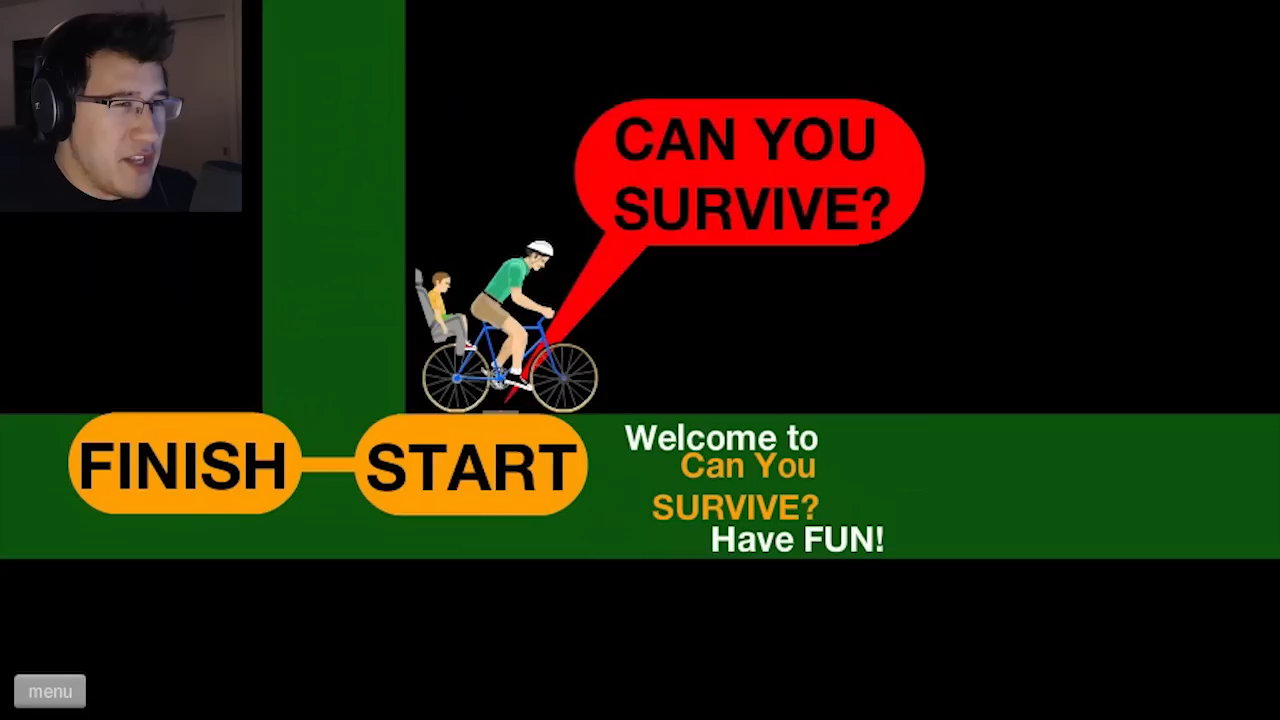 CAN YOU
SURVIVE?
FINISH
START
Welcome to
Can You
SURVIVE?
Have FUN!
menu